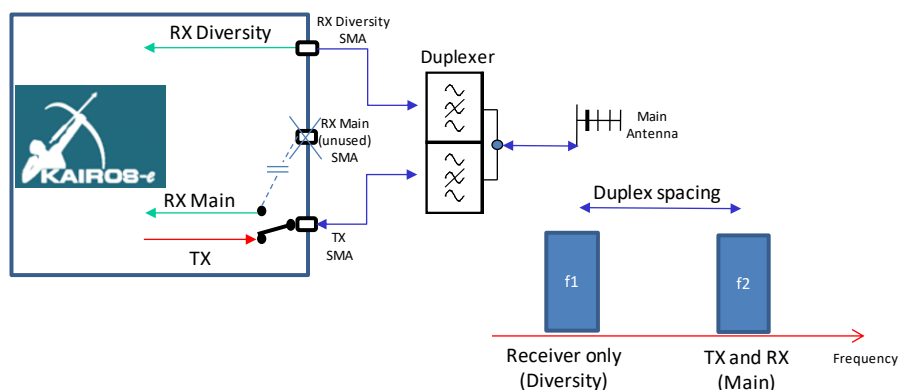 RX Diversity
RX Diversity
SMA
Duplexer
KAIROS-e
RX Main
(unused)
SMA
Main
Antenna
RX Main
TX
TX
SMA
Duplex spacing
f1
f2
Receiver only
(Diversity)
TX and RX
(Main)
Frequency